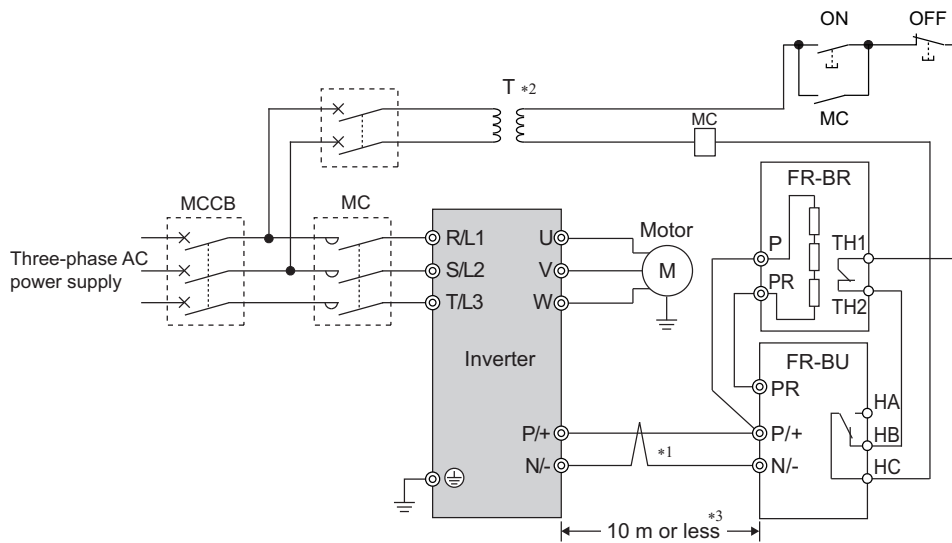 ON
OFF
T *2
MC
MC
FR-BR
MCCB
MC
Motor
P
TH1
R/L1
U
Three-phase AC
power supply
S/L2
V
M
PR
TH2
T/L3
W
Inverter
FR-BU
PR
HA
P/+
P/+
HB
N/-
*1
N/-
HC
10 m or less *3